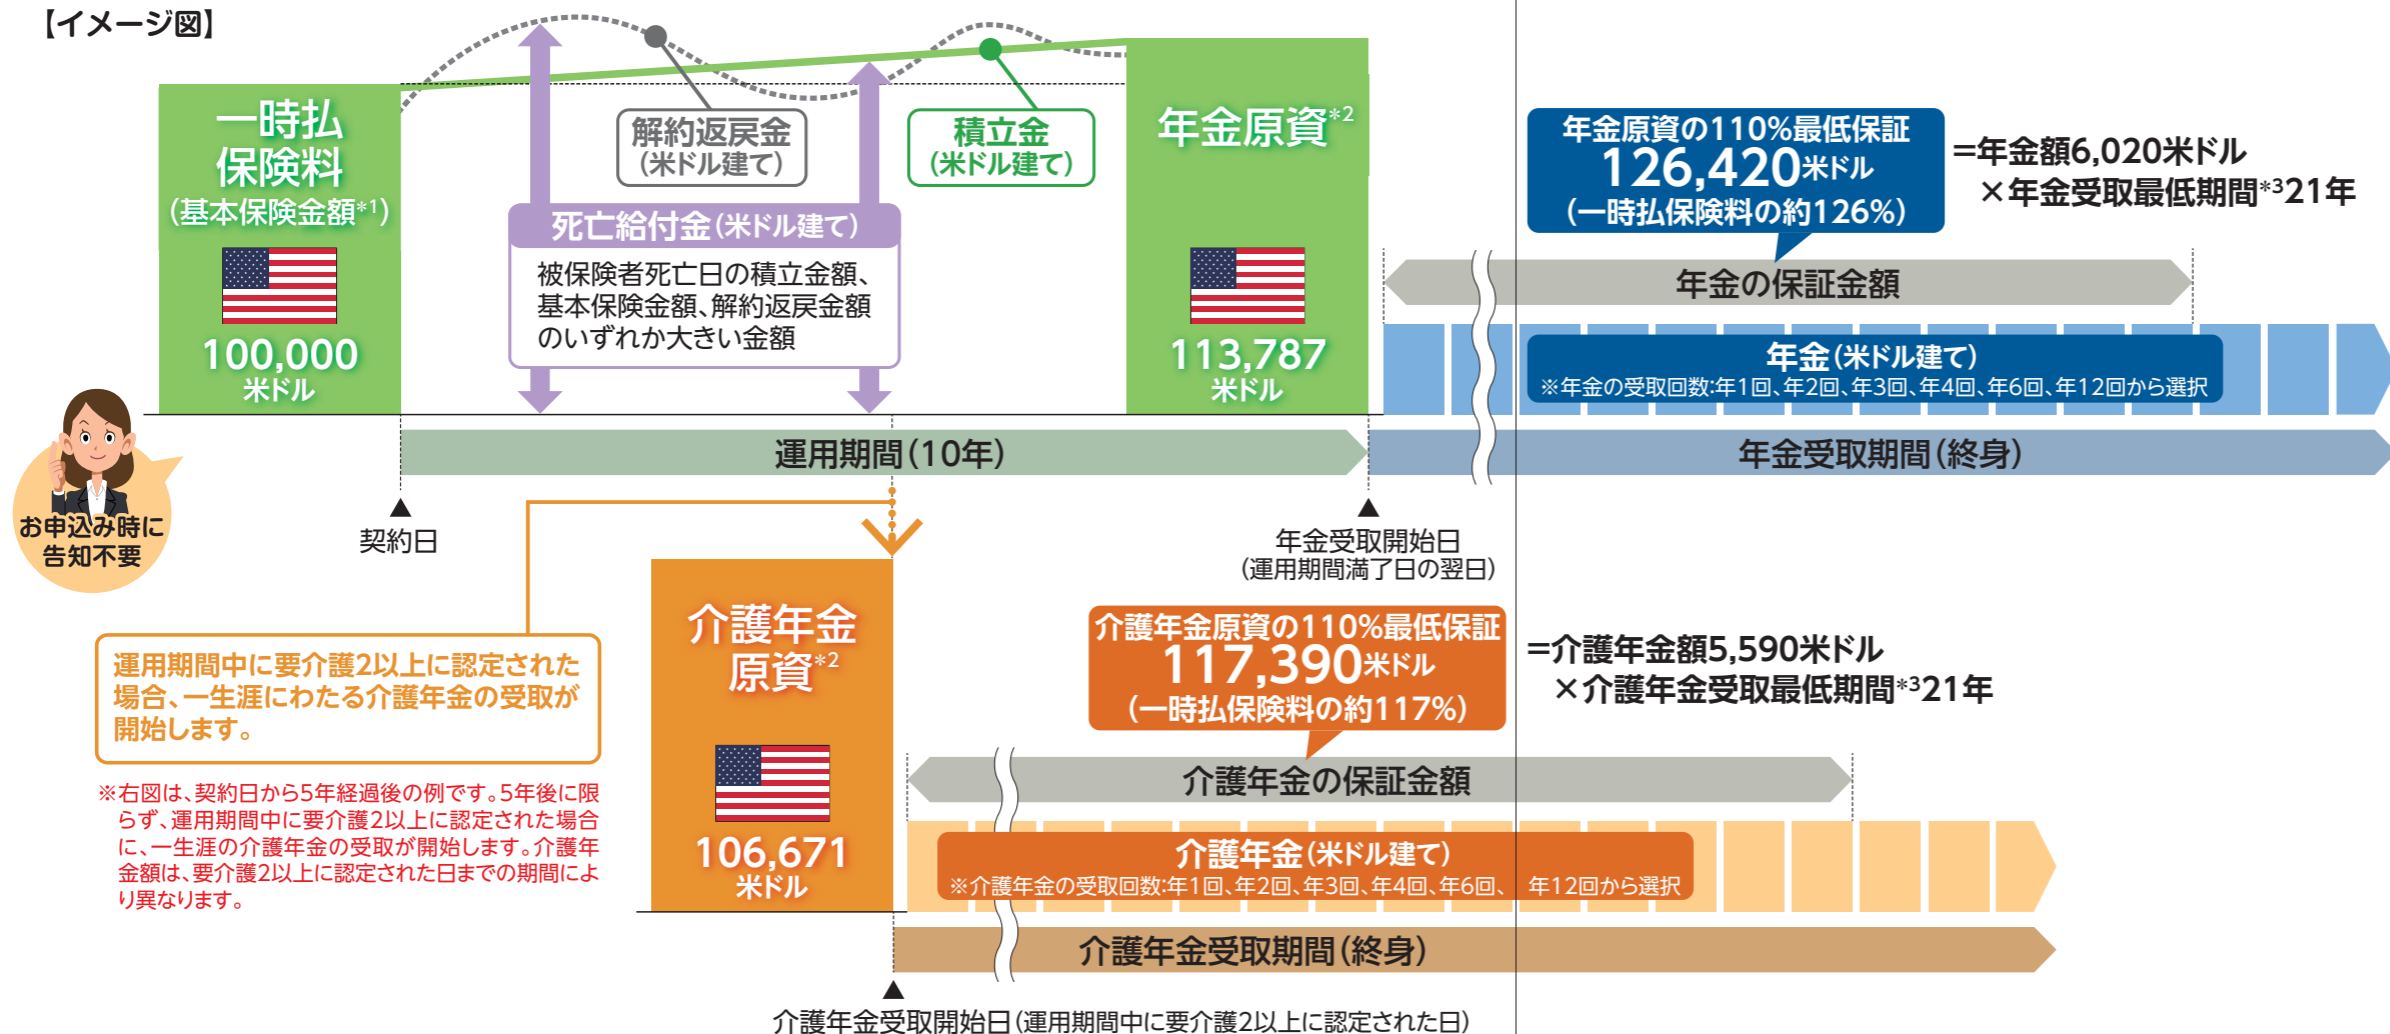 【イメージ図】
一時払
保険料
(基本保険金額*1)
100,000
米ドル
解約返戻金
(米ドル建て)
積立金
(米ドル建て)
死亡給付金(米ドル建て)
被保険者死亡日の積立金額、
基本保険金額、解約返戻金額
のいずれか大きい金額
年金原資*2
113,787
米ドル
年金原資の110%最低保証
126,420米ドル
(一時払保険料の約126%)
=年金額6,020米ドル
×年金受取最低期間*321年
年金の保証金額
年金(米ドル建て)
※年金の受取回数:年1回、年2回、年3回、年4回、年6回、年12回から選択
運用期間(10年)
年金受取期間(終身)
お申込み時に
告知不要
▲
契約日
▲
年金受取開始日
(運用期間満了日の翌日)
運用期間中に要介護2以上に認定された
場合、一生涯にわたる介護年金の受取が
開始します。
※右図は、契約日から5年経過後の例です。5年後に限
らず、運用期間中に要介護2以上に認定された場合
に、一生涯の介護年金の受取が開始します。介護年
金額は、要介護2以上に認定された日までの期間によ
り異なります。
介護年金
原資*2
106,671
米ドル
介護年金原資の110%最低保証
117,390米ドル
(一時払保険料の約117%)
=介護年金額5,590米ドル
×介護年金受取最低期間*321年
介護年金の保証金額
介護年金(米ドル建て)
※介護年金の受取回数:年1回、年2回、年3回、年4回、年6回、 年12回から選択
介護年金受取期間(終身)
▲
介護年金受取開始日(運用期間中に要介護2以上に認定された日)